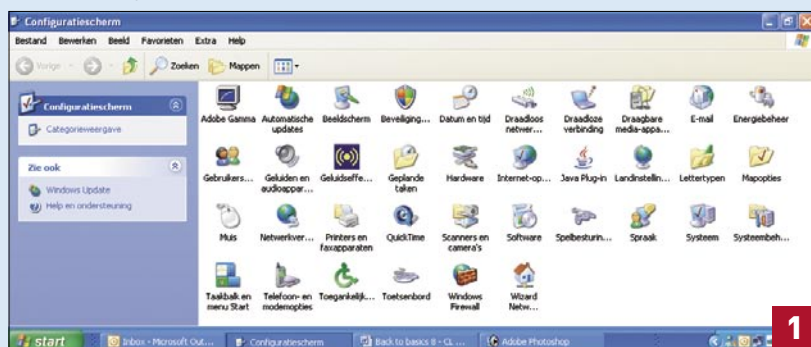 Configuratiescherm
Bestand Bewerken Beeld Favorieten Extra Help
Vorige Zoeken Mappen
Configuratiescherm
Categorieweergave
Zie ook
Windows Update
Help en ondersteuning
Adobe Gamma Automatische updates Beeldscherm Beveiliging... Datum en tijd Draadloos netwer... Draadloze verbinding Draagbare media-appa... E-mail Energiebeheer
Gebruikers... Geluiden en audioappar... Geluidseffe... Geplande taken Hardware Internet-op... Java Plug-in Landinstellin... Lettertypen Mapopties
Muis Netwerkver... Printers en faxapparaten QuickTime Scanners en camera's Software Spelbesturin... Spraak Systeem Systeembeh...
Taakbalk en menu Start Telefoon- en modemopties Toegankelijk... Toetsenbord Windows Firewall Wizard Netw...
start Inbox - Microsoft Out... Configuratiescherm Back to basics 8 - CL ... Adobe Photoshop
1